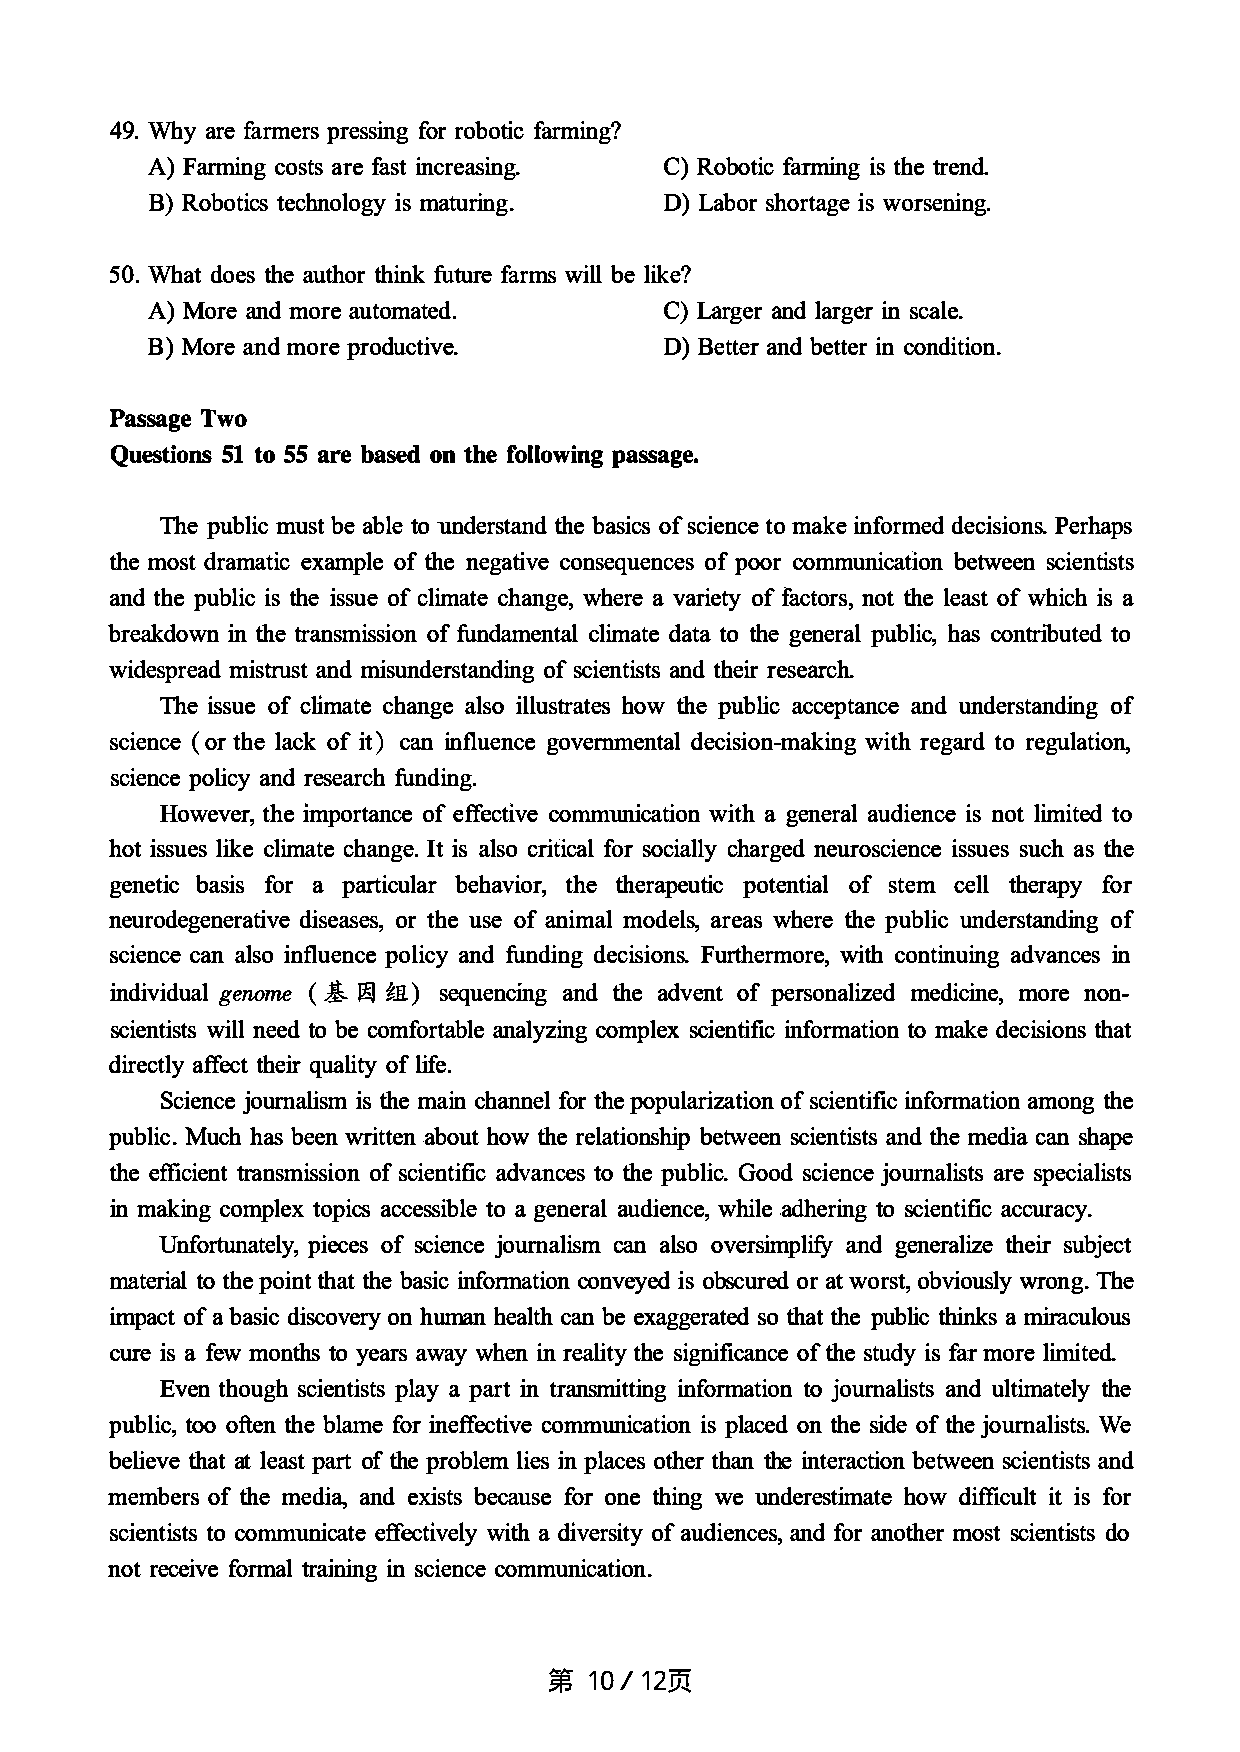 49. Why are farmers pressing for robotic farming?
A) Farming costs are fast increasing. C) Robotic farming is the trend.
B) Robotics technology is maturing. D) Labor shortage is worsening.
50. What does the author think future farms will be like?
A) More and more automated. C) Larger and larger in scale.
B) More and more productive. D) Better and better in condition.
Passage Two
Questions 51 to 55 are based on the following passage.
The public must be able to understand the basics of science to make informed decisions. Perhaps
the most dramatic example of the negative consequences of poor communication between scientists
and the public is the issue of climate change, where a variety of factors, not the least of which is a
breakdown in the transmission of fundamental climate data to the general public, has contributed to
widespread mistrust and misunderstanding of scientists and their research.
The issue of climate change also illustrates how the public acceptance and understanding of
science (or the lack of it) can influence governmental decision-making with regard to regulation,
science policy and research funding.
However, the importance of effective communication with a general audience is not limited to
hot issues like climate change. It is also critical for socially charged neuroscience issues such as the
genetic basis for a particular behavior, the therapeutic potential of stem cell therapy for
neurodegenerative diseases, or the use of animal models, areas where the public understanding of
science can also influence policy and funding decisions. Furthermore, with continuing advances in
individual genome (基因组) sequencing and the advent of personalized medicine, more non-
scientists will need to be comfortable analyzing complex scientific information to make decisions that
directly affect their quality of life.
Science journalism is the main channel for the popularization of scientific information among the
public. Much has been written about how the relationship between scientists and the media can shape
the efficient transmission of scientific advances to the public. Good science journalists are specialists
in making complex topics accessible to a general audience, while adhering to scientific accuracy.
Unfortunately, pieces of science journalism can also oversimplify and generalize their subject
material to the point that the basic information conveyed is obscured or at worst, obviously wrong. The
impact of a basic discovery on human health can be exaggerated so that the public thinks a miraculous
cure is a few months to years away when in reality the significance of the study is far more limited.
Even though scientists play a part in transmitting information to journalists and ultimately the
public, too often the blame for ineffective communication is placed on the side of the journalists. We
believe that at least part of the problem lies in places other than the interaction between scientists and
members of the media, and exists because for one thing we underestimate how difficult it is for
scientists to communicate effectively with a diversity of audiences, and for another most scientists do
not receive formal training in science communication.
第 10 / 12页